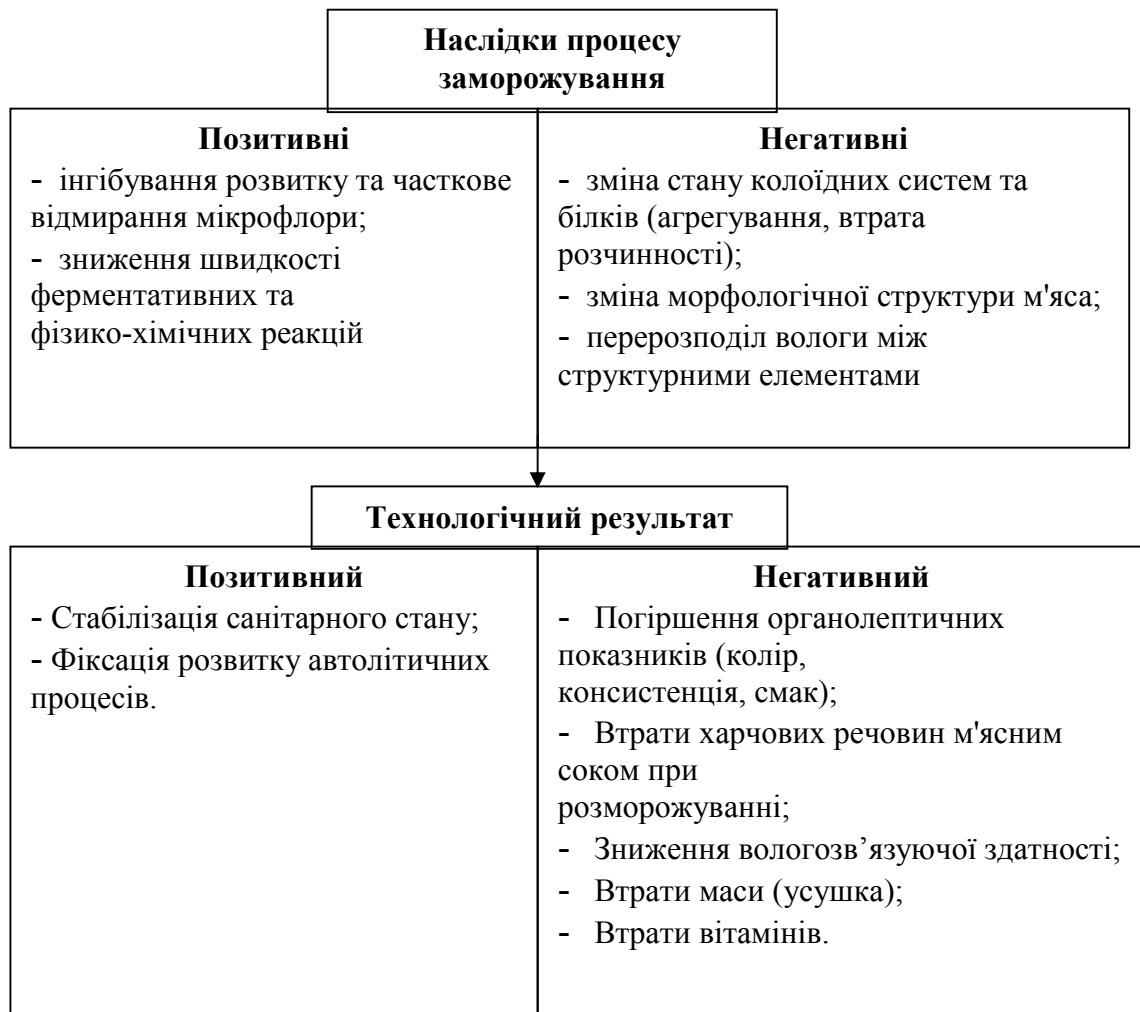 Наслідки процесу
заморожування
Позитивні
- інгібування розвитку та часткове
відмирання мікрофлори;
- зниження швидкості
ферментативних та
фізико-хімічних реакцій
Негативні
- зміна стану колоїдних систем та
білків (агрегування, втрата
розчинності);
- зміна морфологічної структури м'яса;
- перерозподіл вологи між
структурними елементами
Технологічний результат
Позитивний
- Стабілізація санітарного стану;
- Фіксація розвитку автолітичних
процесів.
Негативний
- Погіршення органолептичних
показників (колір,
консистенція, смак);
- Втрати харчових речовин м'ясним
соком при
розморожуванні;
- Зниження вологозв’язуючої здатності;
- Втрати маси (усушка);
- Втрати вітамінів.